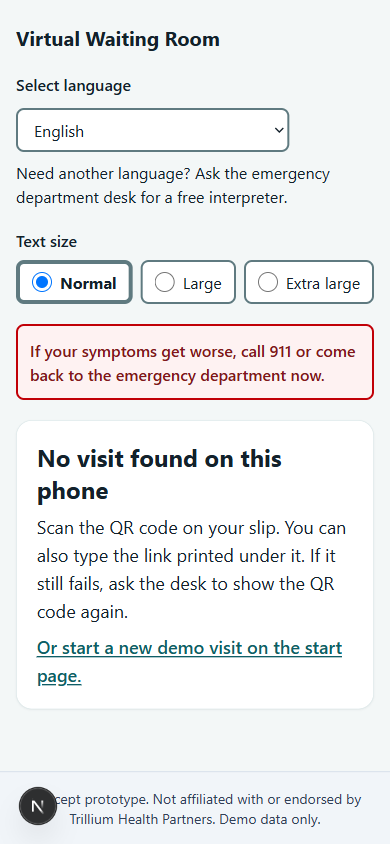 Virtual Waiting Room
Select language
English
Need another language? Ask the emergency
department desk for a free interpreter.
Text size
Normal
Large
Extra large
If your symptoms get worse, call 911 or come
back to the emergency department now.
No visit found on this
phone
Scan the QR code on your slip. You can
also type the link printed under it. If it
still fails, ask the desk to show the QR
code again.
Or start a new demo visit on the start
page.
N
cept prototype. Not affiliated with or endorsed by
Trillium Health Partners. Demo data only.